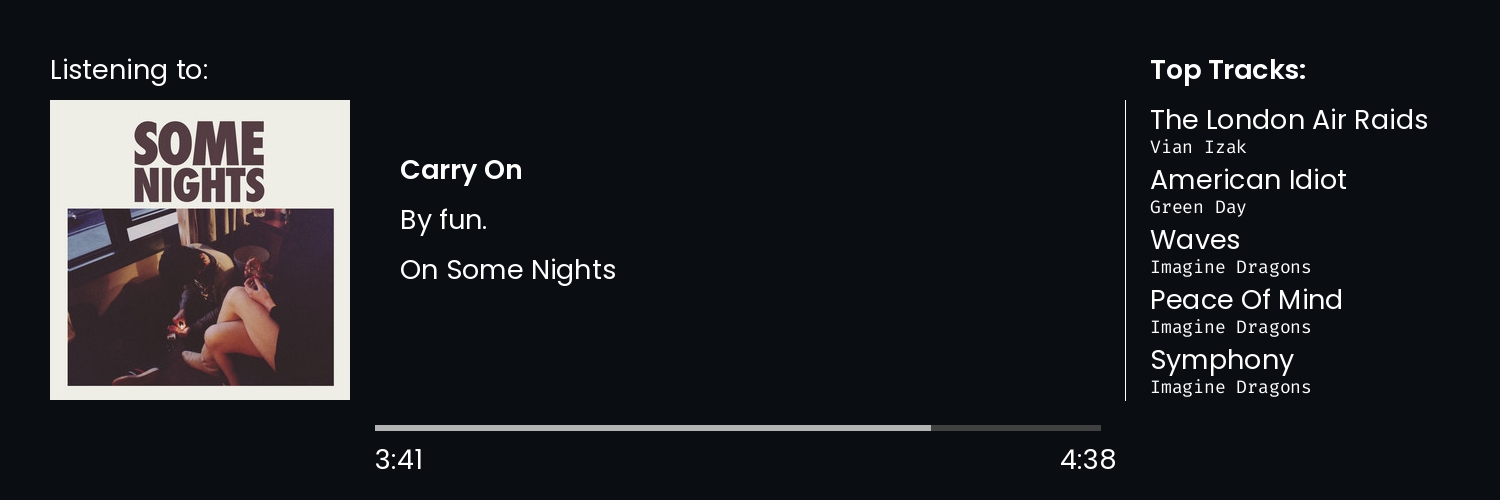 Listening to:
SOME
NIGHTS
Carry On
By fun.
On Some Nights
3:41
4:38
Top Tracks:
The London Air Raids
Vian Izak
American Idiot
Green Day
Waves
Imagine Dragons
Peace Of Mind
Imagine Dragons
Symphony
Imagine Dragons